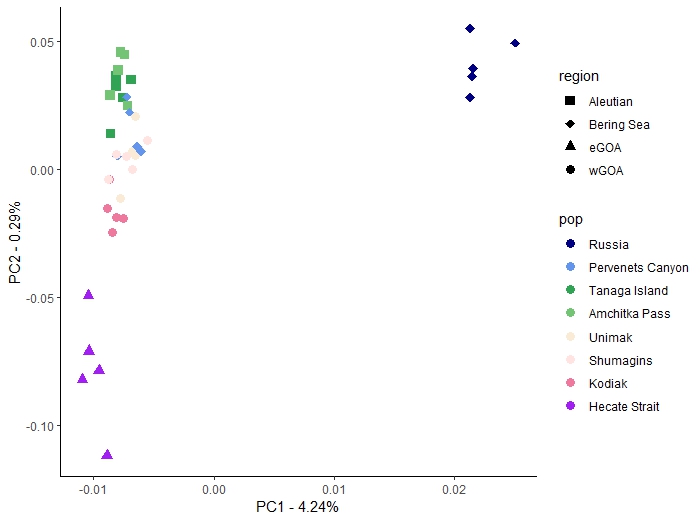 0.05
0.00
-0.05
-0.10
PC2 - 0.29%
-0.01
0.00
0.01
0.02
PC1 - 4.24%
region
Aleutian
Bering Sea
eGOA
wGOA
pop
Russia
Pervenets Canyon
Tanaga Island
Amchitka Pass
Unimak
Shumagins
Kodiak
Hecate Strait